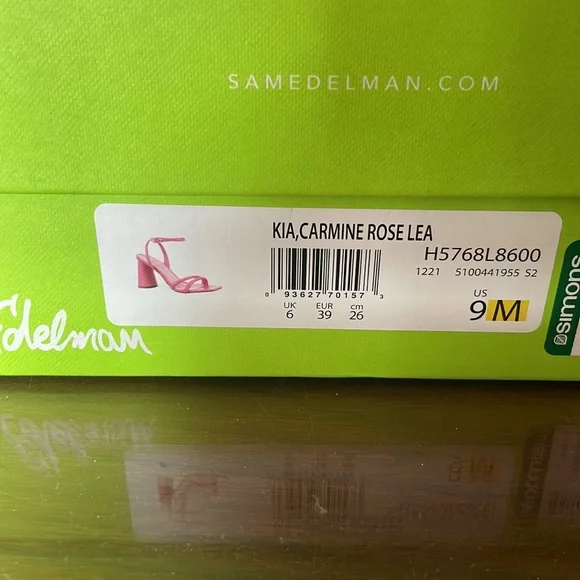 SAMEDELMAN.COM
KIA,CARMINE ROSE LEA
H5768L8600
1221 5100441955 S2
0 93627 70157 3
UK EUR cm
6 39 26
US
9 M
Edelman
simons